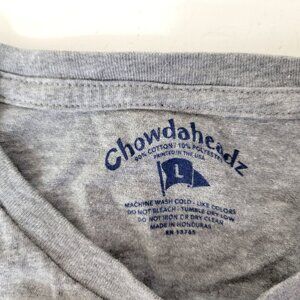 Chowdaheadz
90% COTTON / 10% POLYESTER
PRINTED IN THE USA
L
MACHINE WASH COLD · LIKE COLORS
DO NOT BLEACH · TUMBLE DRY LOW
DO NOT IRON OR DRY CLEAN
MADE IN HONDURAS